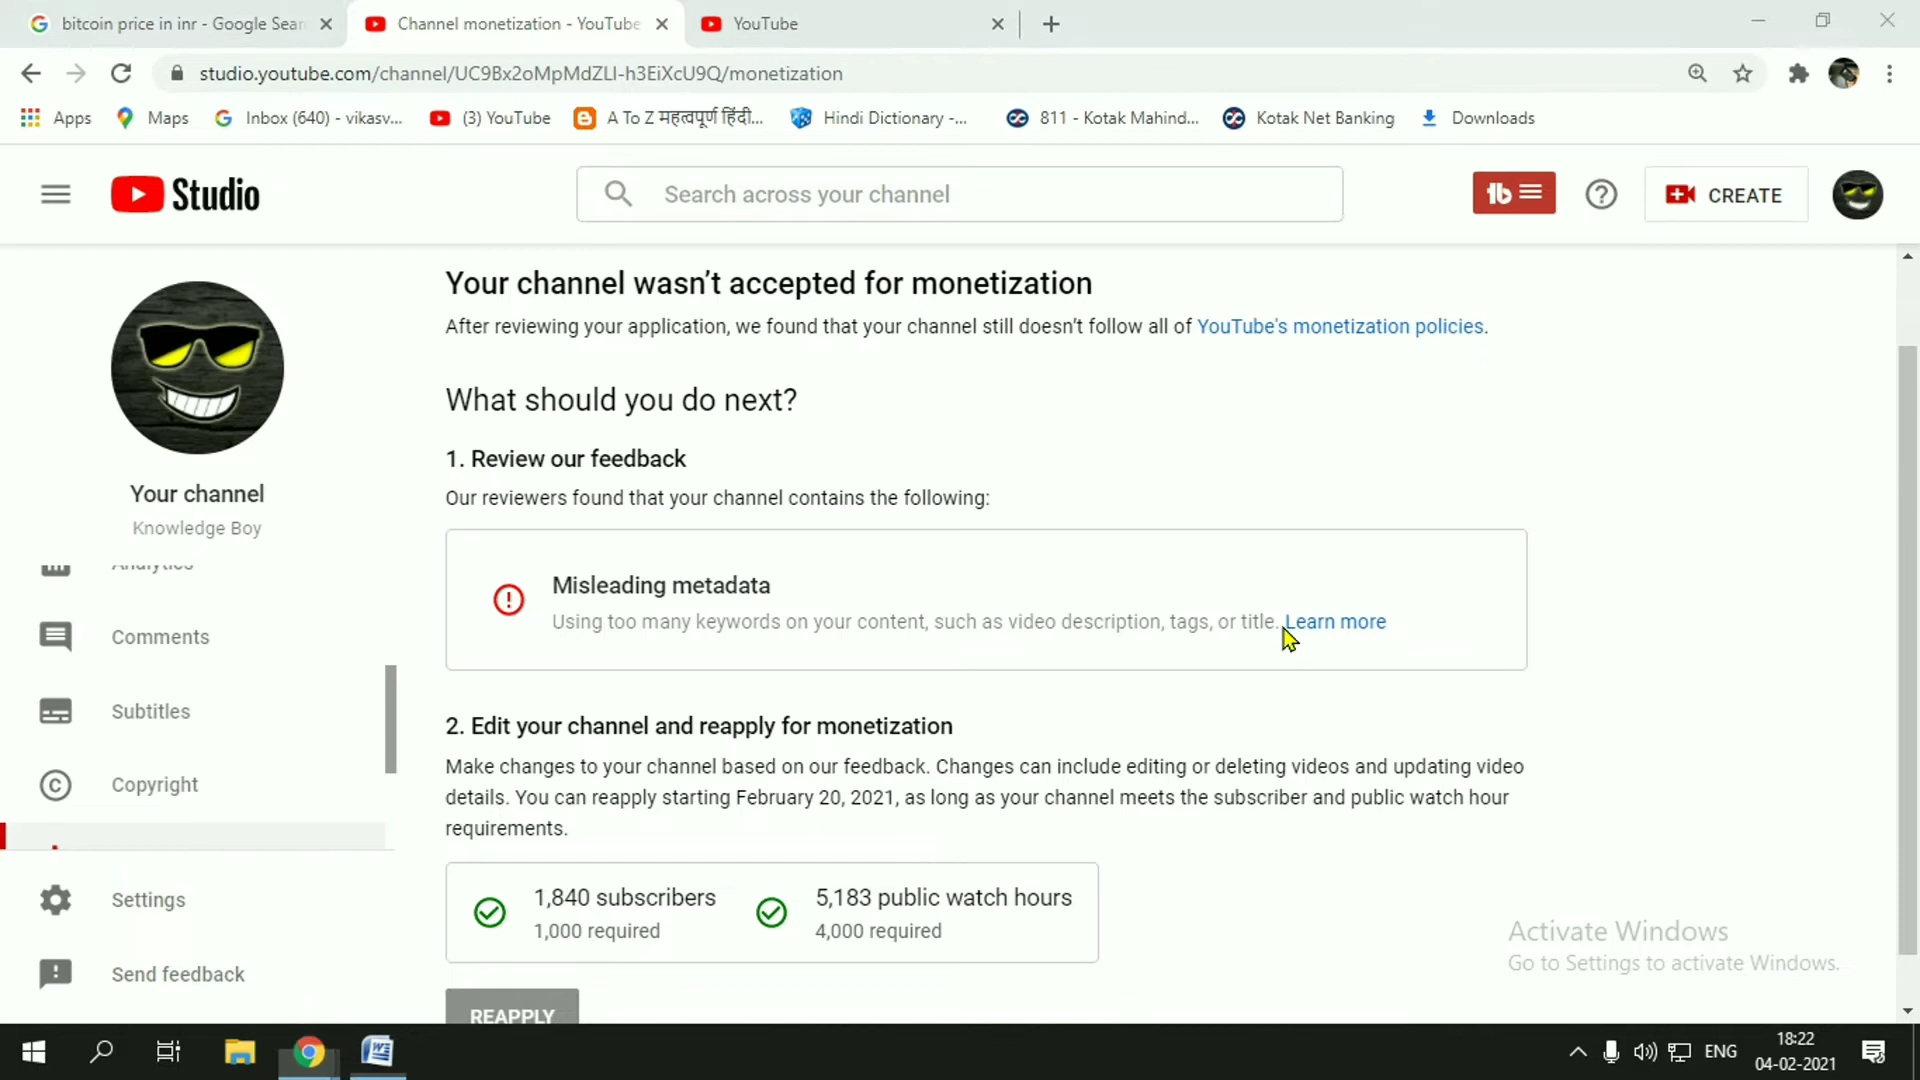 bitcoin price in inr - Google Sear
Channel monetization - YouTube
YouTube
studio.youtube.com/channel/UC9Bx2oMpMdZLI-h3EiXcU9Q/monetization
Apps
Maps
Inbox (640) - vikasv...
(3) YouTube
A To Z महत्वपूर्ण हिंदी...
Hindi Dictionary -...
811 - Kotak Mahind...
Kotak Net Banking
Downloads
Studio
Search across your channel
tb
CREATE
Your channel
Knowledge Boy
Analytics
Comments
Subtitles
Copyright
Settings
Send feedback
Your channel wasn't accepted for monetization
After reviewing your application, we found that your channel still doesn't follow all of YouTube's monetization policies.
What should you do next?
1. Review our feedback
Our reviewers found that your channel contains the following:
Misleading metadata
Using too many keywords on your content, such as video description, tags, or title. Learn more
2. Edit your channel and reapply for monetization
Make changes to your channel based on our feedback. Changes can include editing or deleting videos and updating video
details. You can reapply starting February 20, 2021, as long as your channel meets the subscriber and public watch hour
requirements.
1,840 subscribers
1,000 required
5,183 public watch hours
4,000 required
REAPPLY
Activate Windows
Go to Settings to activate Windows.
ENG
18:22
04-02-2021